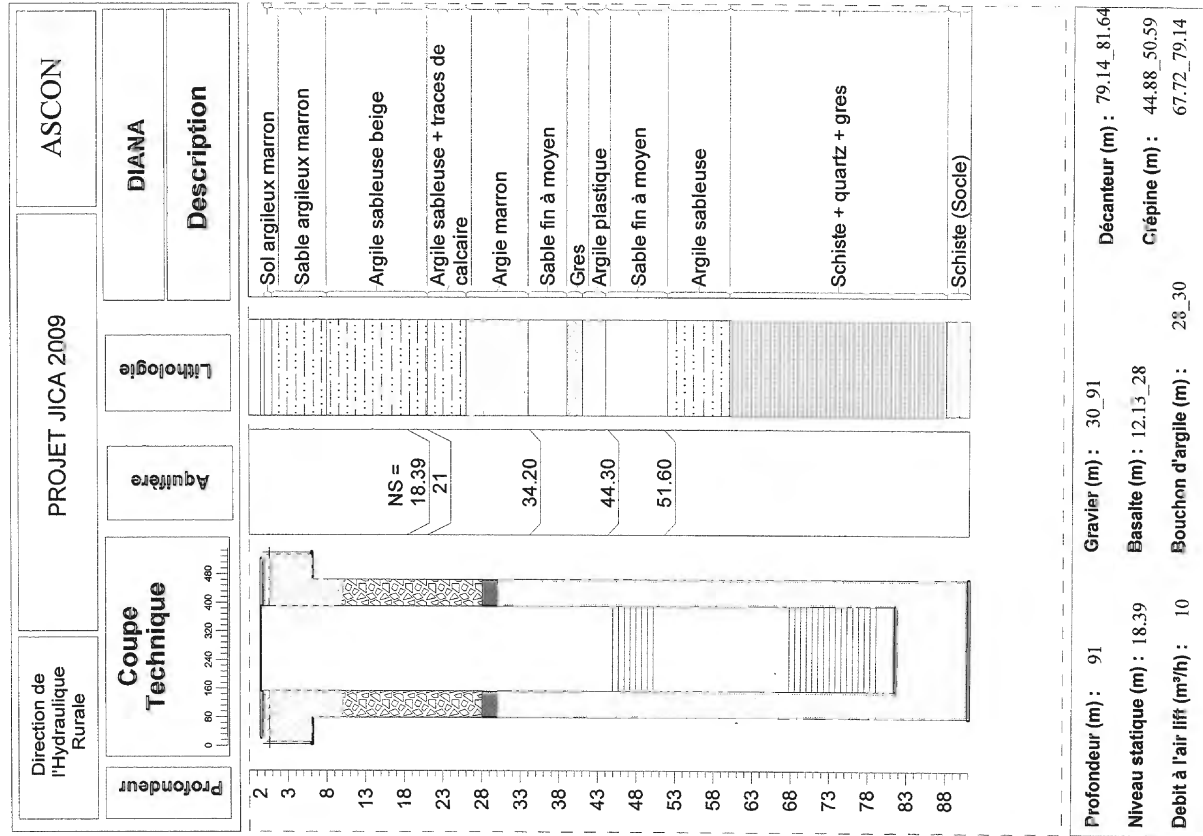 Direction de
l'Hydraulique
Rurale
PROJET JICA 2009
ASCON
Profondeur
Coupe
Technique
0 80 160 240 320 400 480
Aquifère
Lithologie
DIANA
Description
2
3
8
13
18
23
28
33
38
43
48
53
58
63
68
73
78
83
88
NS =
18.39
21
34.20
44.30
51.60
Sol argileux marron
Sable argileux marron
Argile sableuse beige
Argile sableuse + traces de
calcaire
Argie marron
Sable fin à moyen
Gres
Argile plastique
Sable fin à moyen
Argile sableuse
Schiste + quartz + gres
Schiste (Socle)
Profondeur (m) : 91
Gravier (m) : 30_91
Décanteur (m) : 79.14_81.64
Niveau statique (m) : 18.39
Basalte (m) : 12.13_28
Crépine (m) : 44.88_50.59
Debit à l'air lift (m³/h) : 10
Bouchon d'argile (m) : 28_30
67.72_79.14